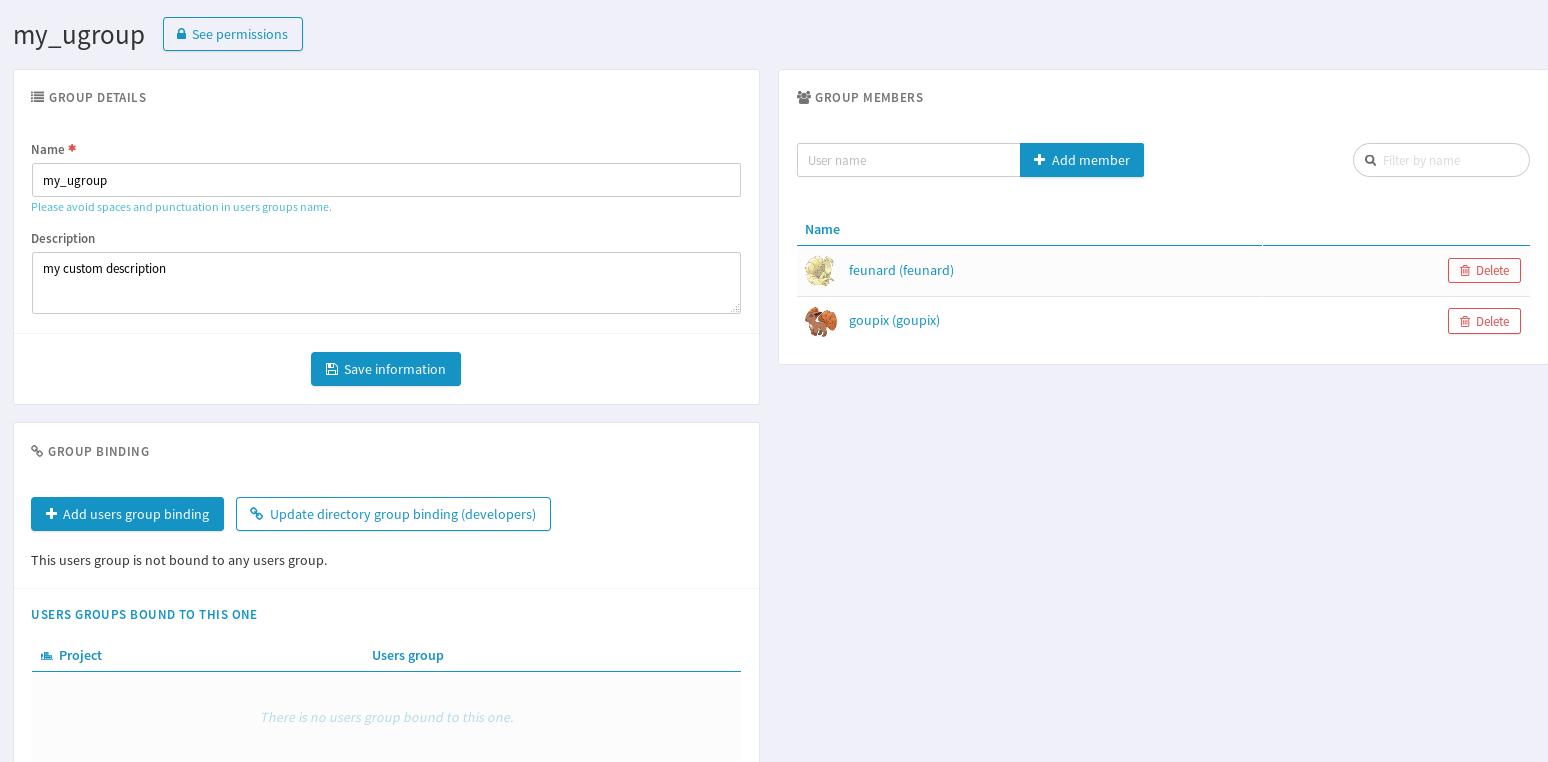 my_ugroup
See permissions
GROUP DETAILS
Name *
my_ugroup
Please avoid spaces and punctuation in users groups name.
Description
my custom description
Save information
GROUP BINDING
Add users group binding
Update directory group binding (developers)
This users group is not bound to any users group.
USERS GROUPS BOUND TO THIS ONE
Project Users group
There is no users group bound to this one.
GROUP MEMBERS
User name
Add member
Filter by name
Name
feunard (feunard) Delete
goupix (goupix) Delete